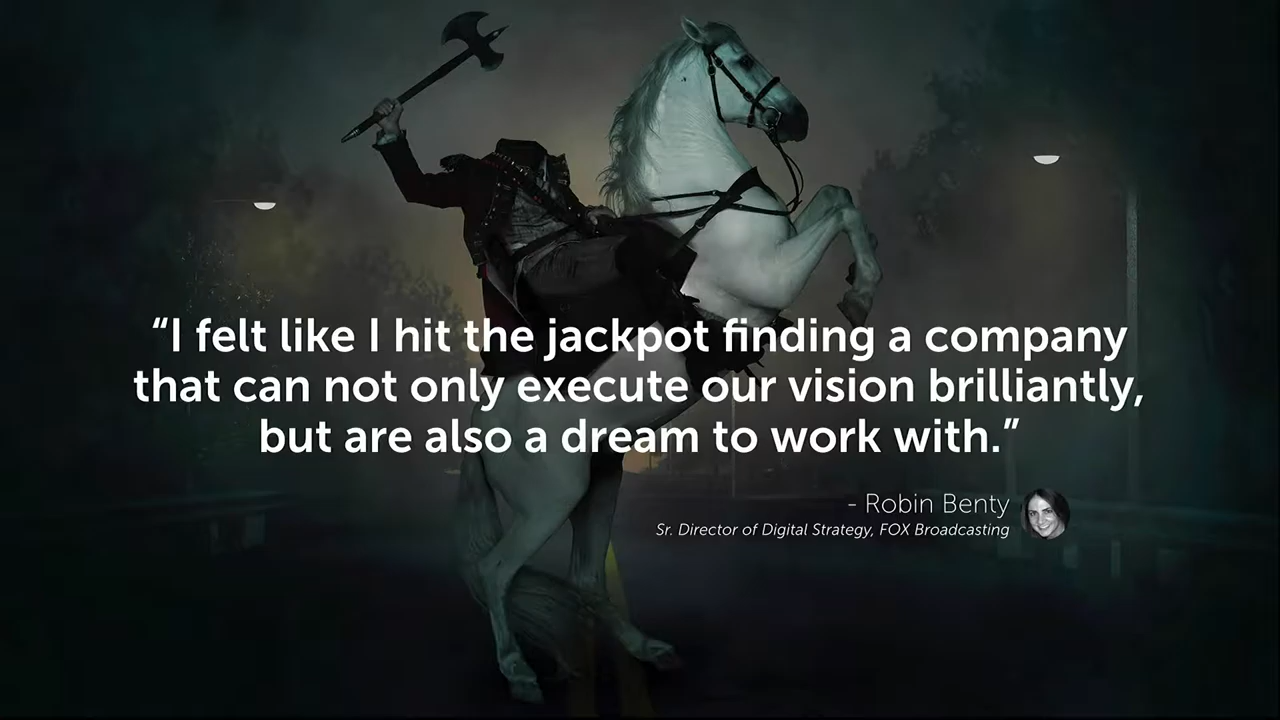 “I felt like I hit the jackpot finding a company
that can not only execute our vision brilliantly,
but are also a dream to work with.”
- Robin Benty
Sr. Director of Digital Strategy, FOX Broadcasting